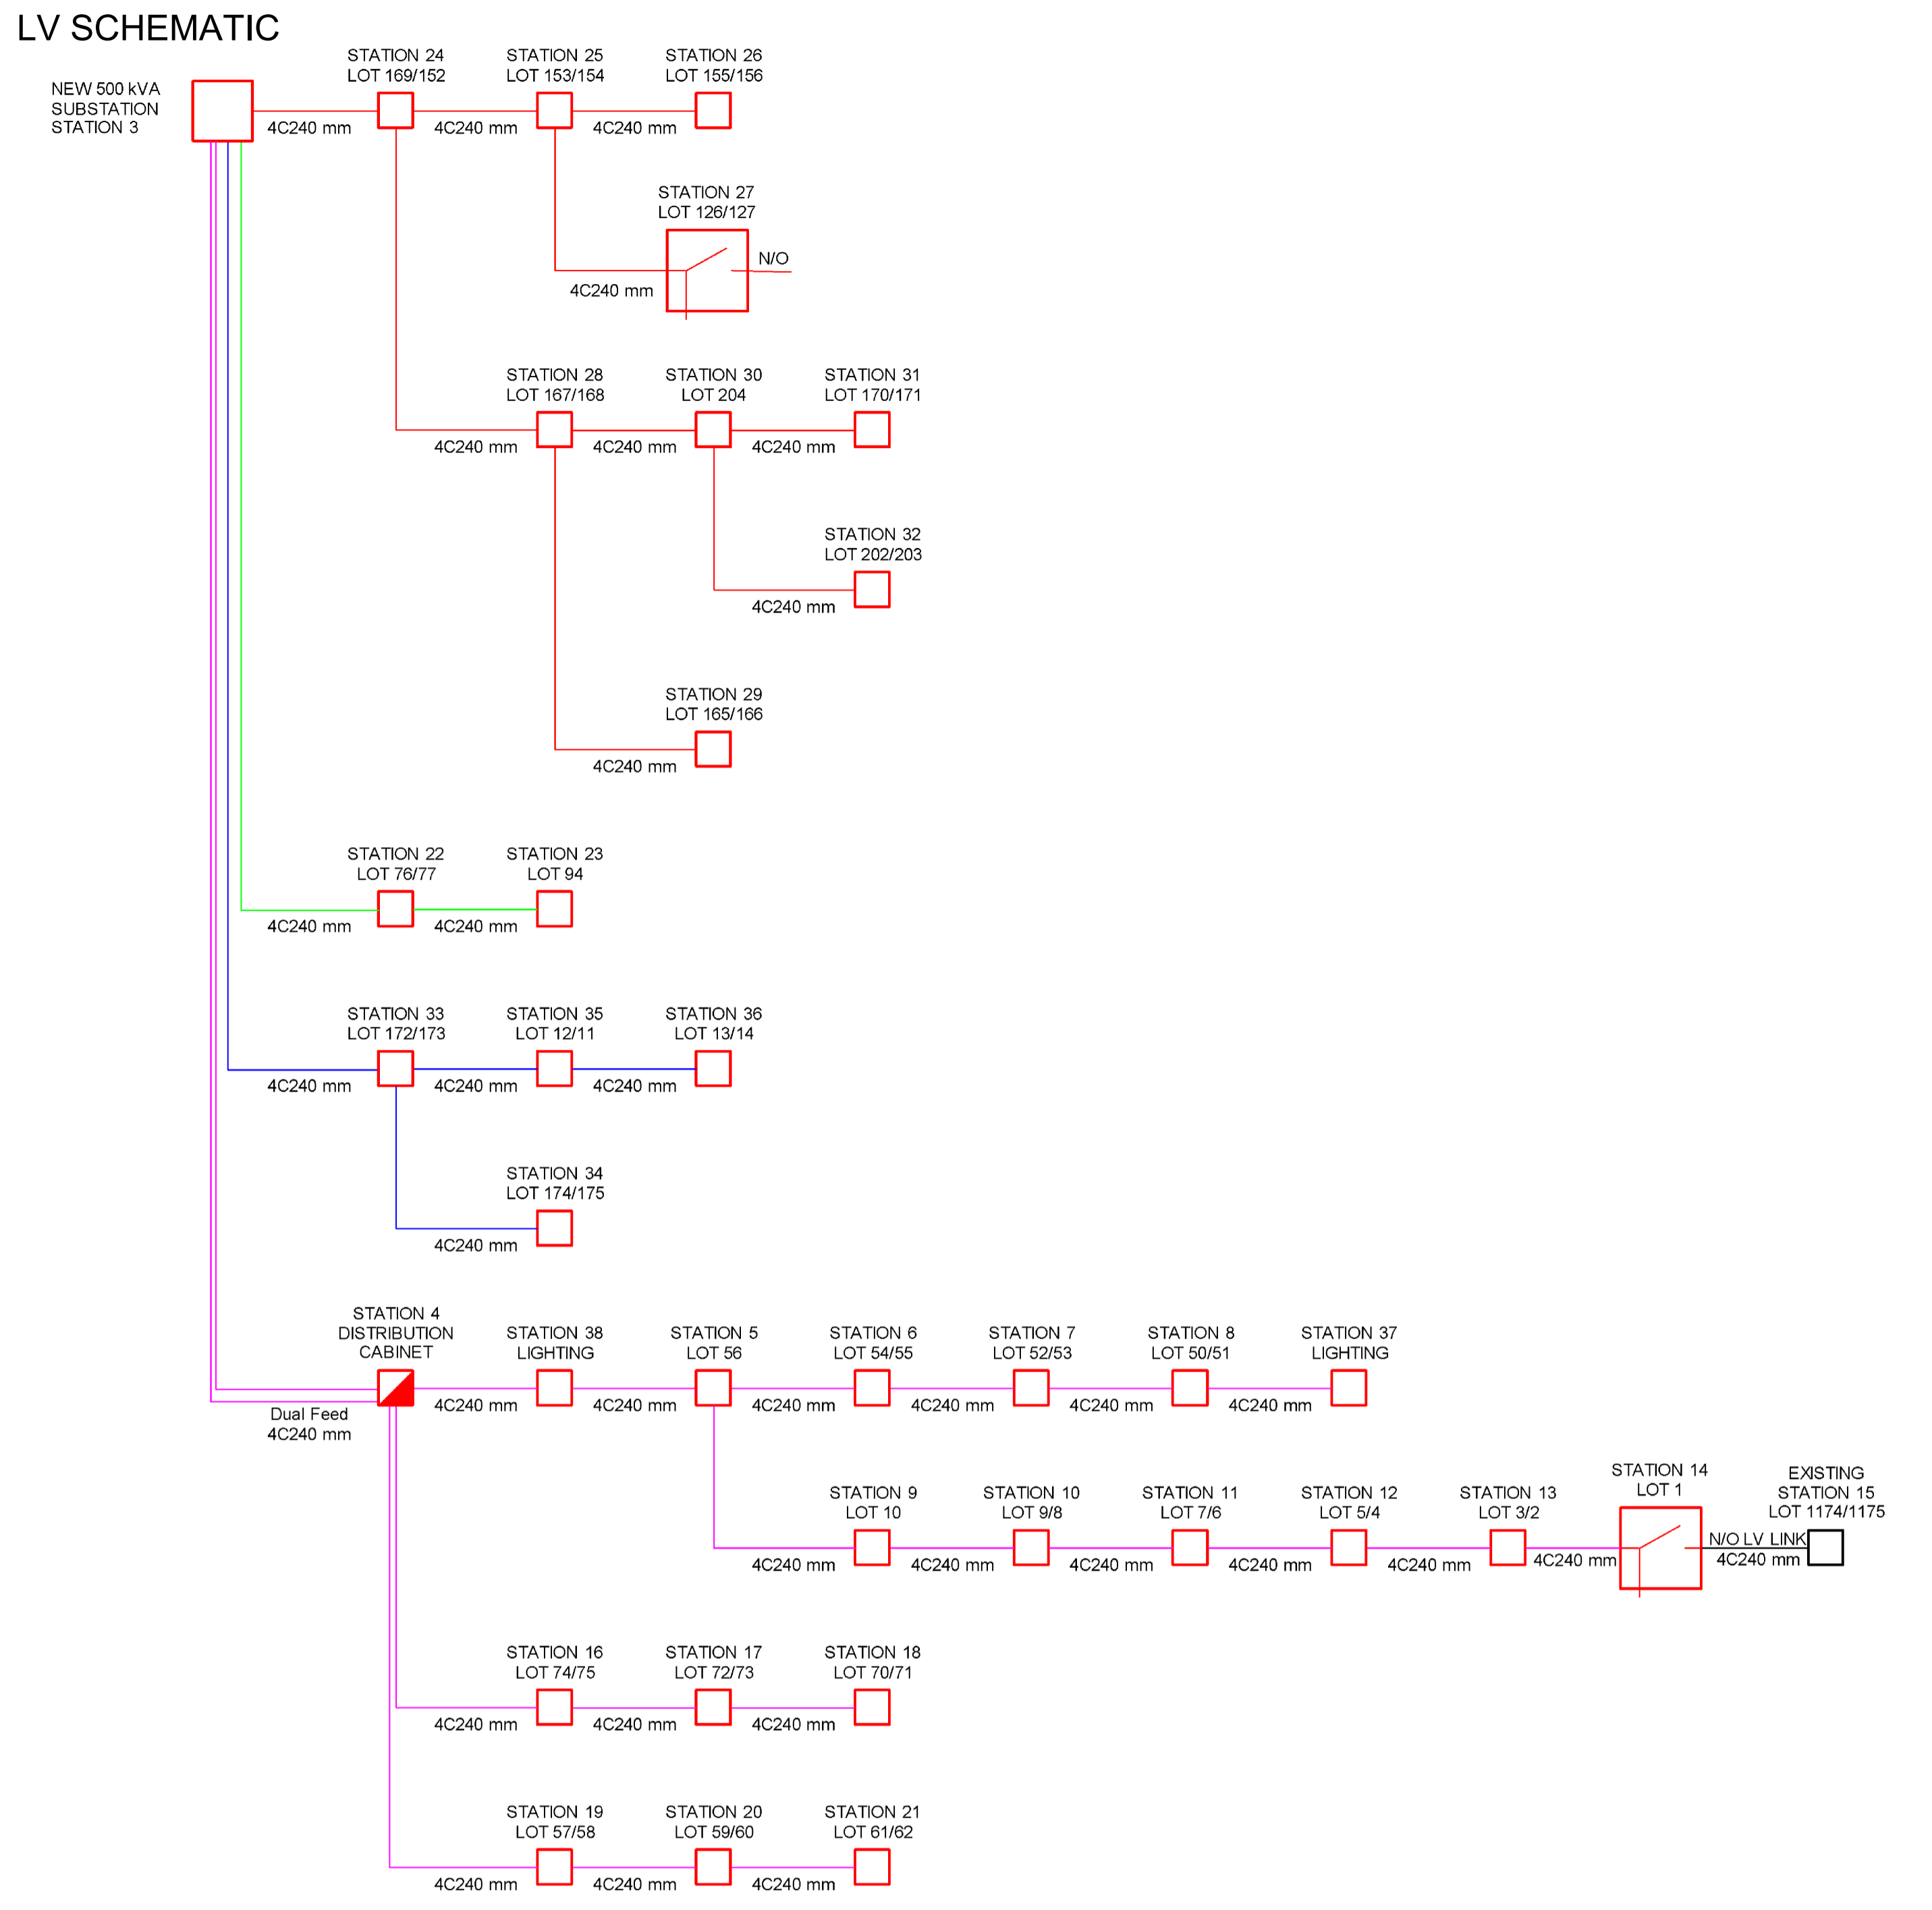 LV SCHEMATIC
NEW 500 kVA
SUBSTATION
STATION 3
STATION 24
LOT 169/152
STATION 25
LOT 153/154
STATION 26
LOT 155/156
4C240 mm
4C240 mm
4C240 mm
STATION 27
LOT 126/127
N/O
4C240 mm
STATION 28
LOT 167/168
STATION 30
LOT 204
STATION 31
LOT 170/171
4C240 mm
4C240 mm
4C240 mm
STATION 32
LOT 202/203
4C240 mm
STATION 29
LOT 165/166
4C240 mm
STATION 22
LOT 76/77
STATION 23
LOT 94
4C240 mm
4C240 mm
STATION 33
LOT 172/173
STATION 35
LOT 12/11
STATION 36
LOT 13/14
4C240 mm
4C240 mm
4C240 mm
STATION 34
LOT 174/175
4C240 mm
STATION 4
DISTRIBUTION
CABINET
STATION 38
LIGHTING
STATION 5
LOT 56
STATION 6
LOT 54/55
STATION 7
LOT 52/53
STATION 8
LOT 50/51
STATION 37
LIGHTING
Dual Feed
4C240 mm
4C240 mm
4C240 mm
4C240 mm
4C240 mm
4C240 mm
4C240 mm
STATION 9
LOT 10
STATION 10
LOT 9/8
STATION 11
LOT 7/6
STATION 12
LOT 5/4
STATION 13
LOT 3/2
STATION 14
LOT 1
EXISTING
STATION 15
LOT 1174/1175
N/O LV LINK
4C240 mm
4C240 mm
4C240 mm
4C240 mm
4C240 mm
4C240 mm
4C240 mm
STATION 16
LOT 74/75
STATION 17
LOT 72/73
STATION 18
LOT 70/71
4C240 mm
4C240 mm
4C240 mm
STATION 19
LOT 57/58
STATION 20
LOT 59/60
STATION 21
LOT 61/62
4C240 mm
4C240 mm
4C240 mm